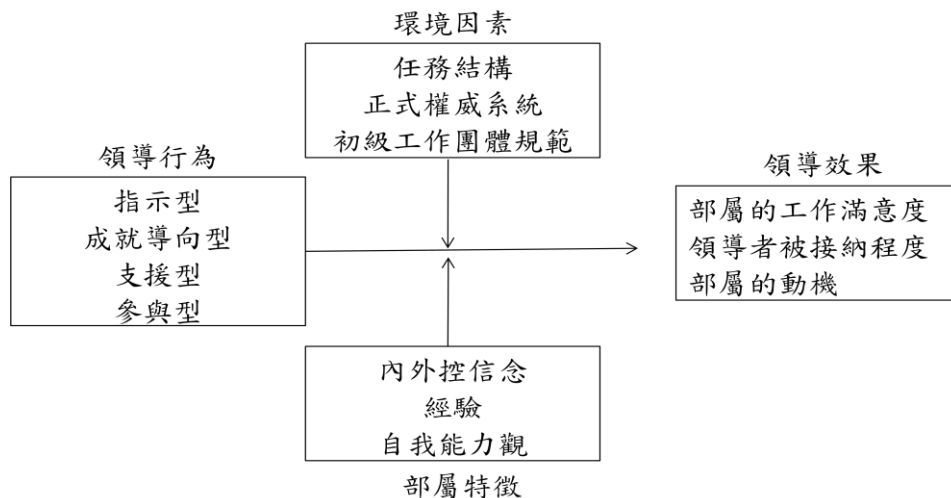 環境因素
任務結構
正式權威系統
初級工作團體規範
領導行為
指示型
成就導向型
支援型
參與型
領導效果
部屬的工作滿意度
領導者被接納程度
部屬的動機
內外控信念
經驗
自我能力觀
部屬特徵